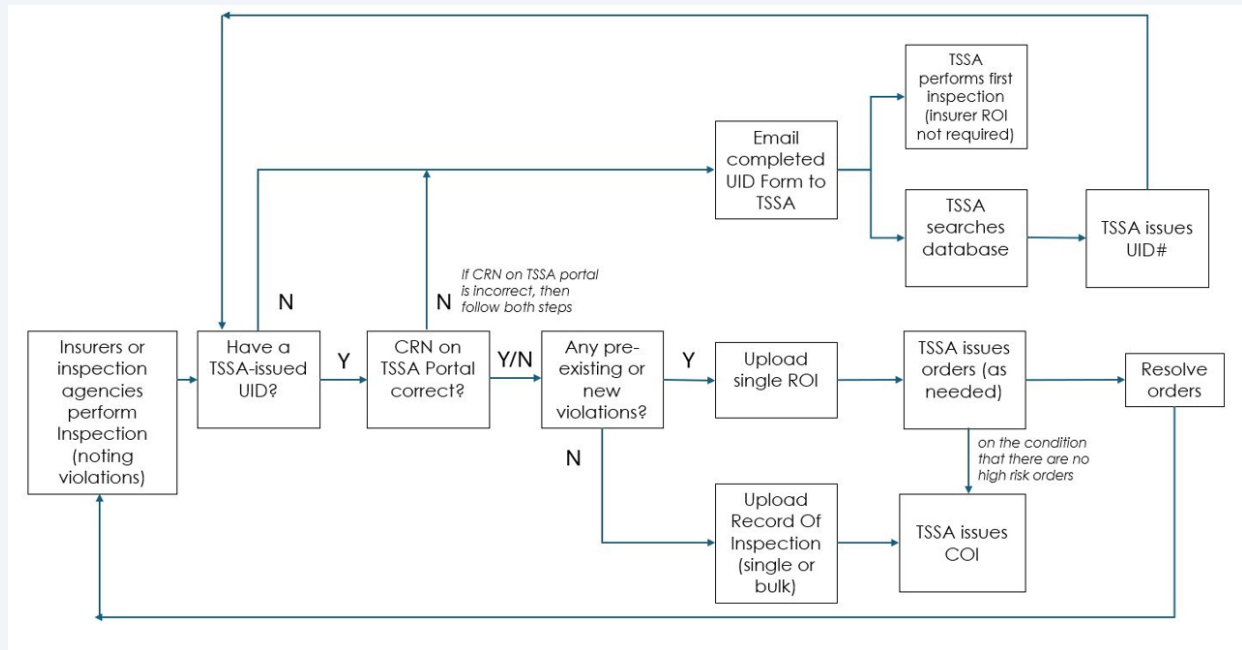 TSSA
performs first
inspection
(insurer ROI
not required)
Email
completed
UID Form to
TSSA
TSSA
searches
database
TSSA issues
UID#
If CRN on TSSA portal
is incorrect, then
follow both steps
N
N
Insurers or
inspection
agencies
perform
Inspection
(noting
violations)
Have a
TSSA-issued
UID?
Y
CRN on
TSSA Portal
correct?
Y/N
Any pre-
existing or
new
violations?
Y
Upload
single ROI
TSSA issues
orders (as
needed)
Resolve
orders
N
on the condition
that there are no
high risk orders
Upload
Record Of
Inspection
(single or
bulk)
TSSA issues
COI